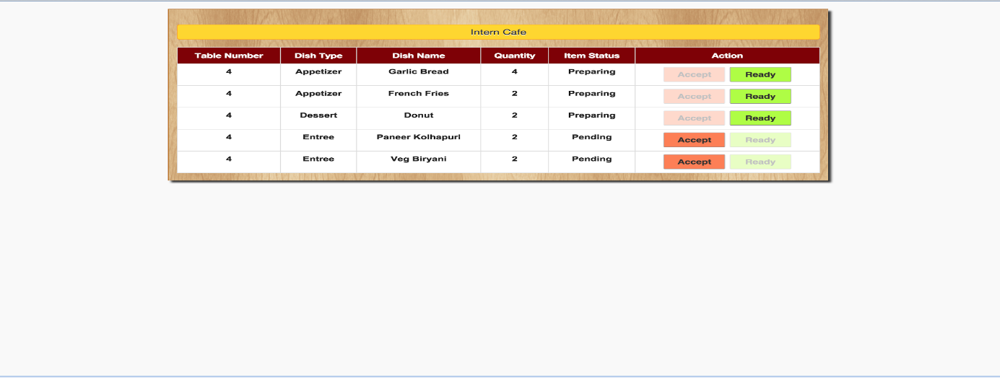 Intern Cafe
Table Number Dish Type Dish Name Quantity Item Status Action
4 Appetizer Garlic Bread 4 Preparing Accept Ready
4 Appetizer French Fries 2 Preparing Accept Ready
4 Dessert Donut 2 Preparing Accept Ready
4 Entree Paneer Kolhapuri 2 Pending Accept Ready
4 Entree Veg Biryani 2 Pending Accept Ready